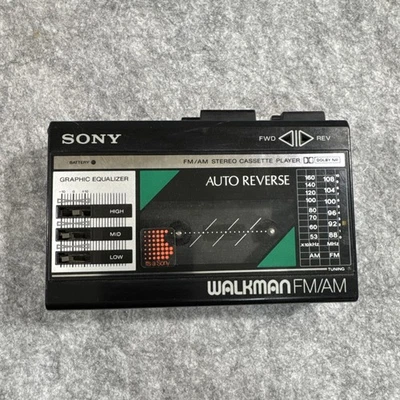 SONY
FWD REV
BATTERY
FM/AM STEREO CASSETTE PLAYER DOLBY NR
GRAPHIC EQUALIZER
AUTO REVERSE
HIGH
MID
LOW
160 108
140 106
120 104
100
80 96
70 92
60
53 88
X10kHz MHz
AM FM
TUNING
WALKMAN FM/AM